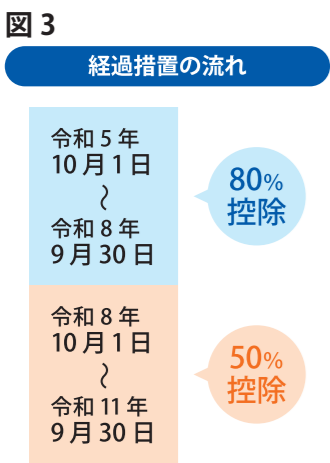 図 3
経過措置の流れ
令和 5 年
10 月 1 日
〜
令和 8 年
9 月 30 日
80%
控除
令和 8 年
10 月 1 日
〜
令和 11 年
9 月 30 日
50%
控除